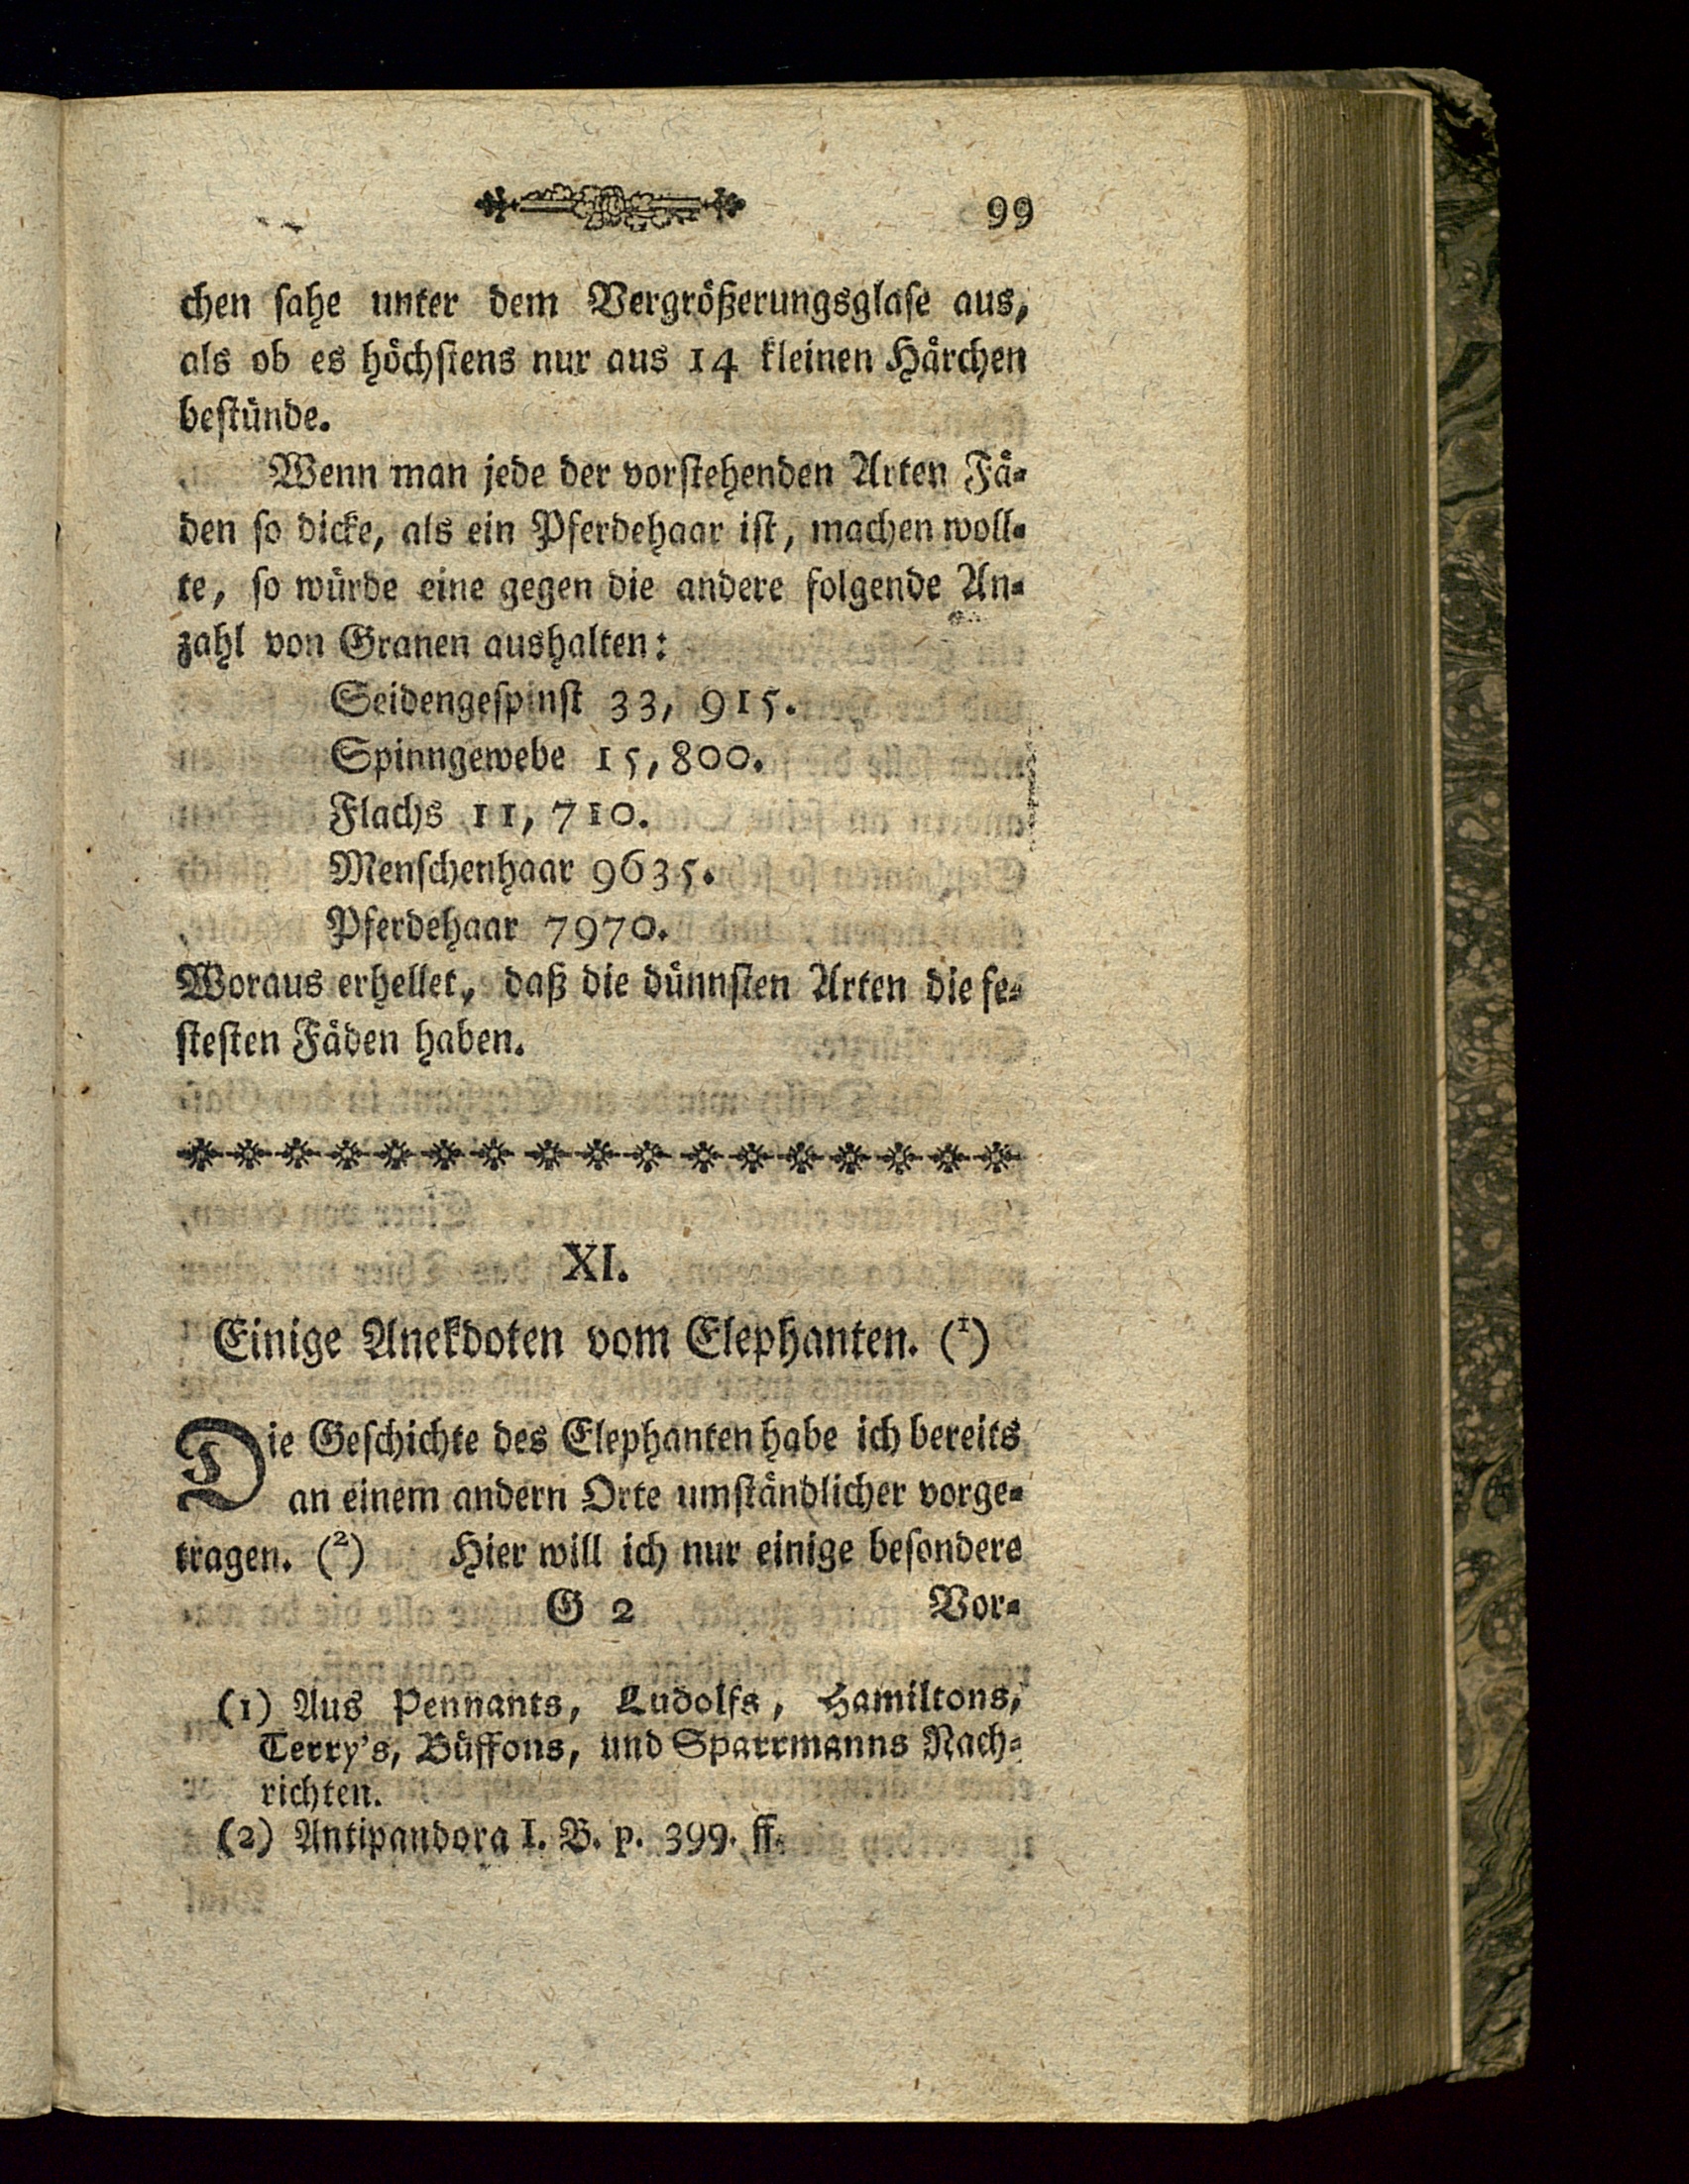 99
chen sahe unter dem Vergrößerungsglase aus,
als ob es höchstens nur aus 14 kleinen Härchen
bestünde.
Wenn man jede der vorstehenden Arten Fä-
den so dicke, als ein Pferdehaar ist, machen woll-
te, so würde eine gegen die andere folgende An-
zahl von Granen aushalten:
Seidengespinst 33, 915.
Spinngewebe 15, 800.
Flachs 11, 710.
Menschenhaar 9635.
Pferdehaar 7970.
Woraus erhellet, daß die dünnsten Arten die fe-
stesten Fäden haben.
XI.
Einige Anekdoten vom Elephanten. (1)
Die Geschichte des Elephanten habe ich bereits
an einem andern Orte umständlicher vorge-
tragen. (2) Hier will ich nur einige besondere
G 2 Vor-
(1) Aus Pennants, Ludolfs, Hamiltons,
Terry's, Büffons, und Sparrmanns Nach-
richten.
(2) Antipandora I. B. p. 399. ff.